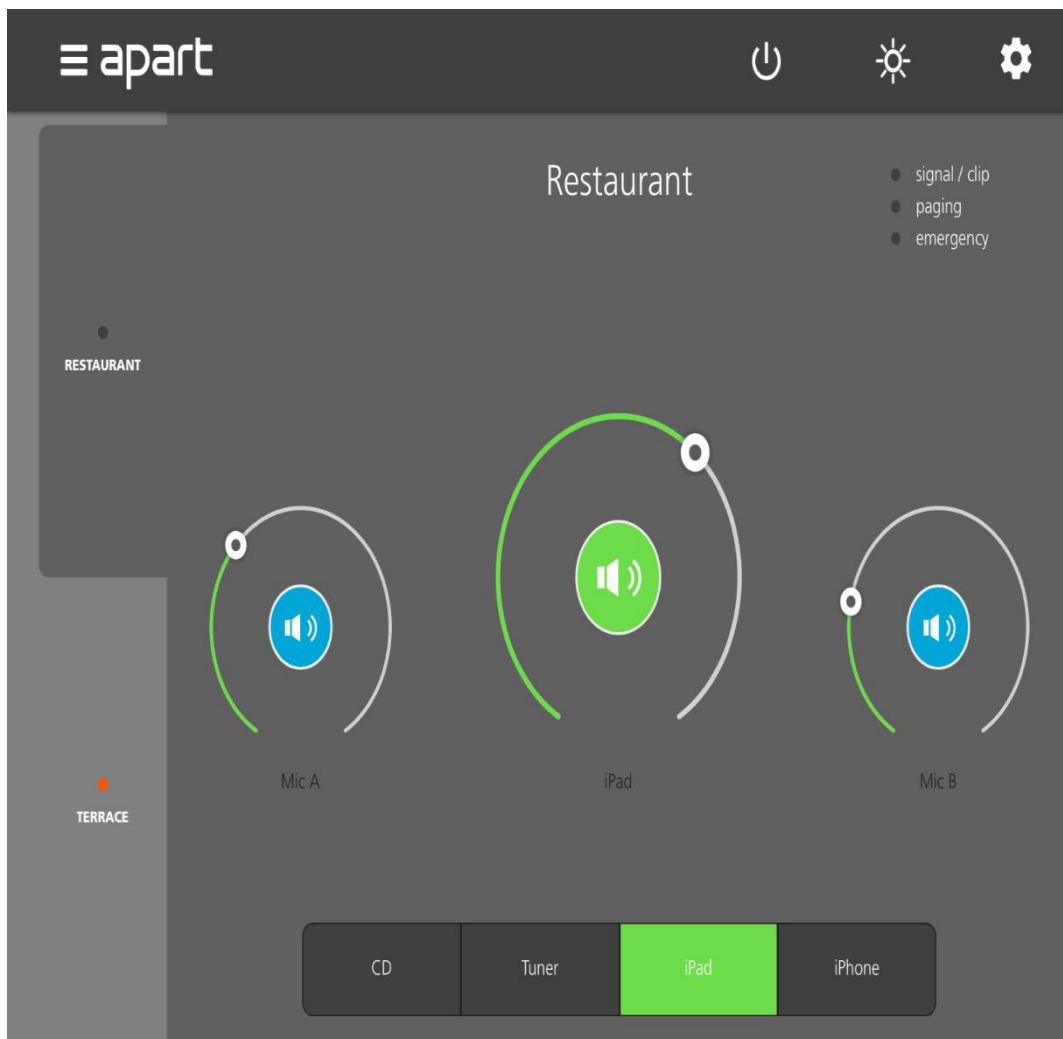 apart
Restaurant
signal / clip
paging
emergency
RESTAURANT
Mic A
iPad
Mic B
TERRACE
CD
Tuner
iPad
iPhone